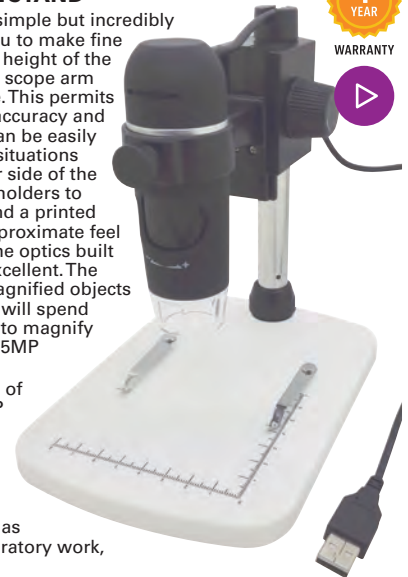 simple but incredibly
u to make fine
height of the
scope arm
e. This permits
accuracy and
an be easily
situations
r side of the
holders to
nd a printed
proximate feel
ne optics built
xcellent. The
agnified objects
will spend
to magnify
5MP
of
as
ratory work,
YEAR
WARRANTY